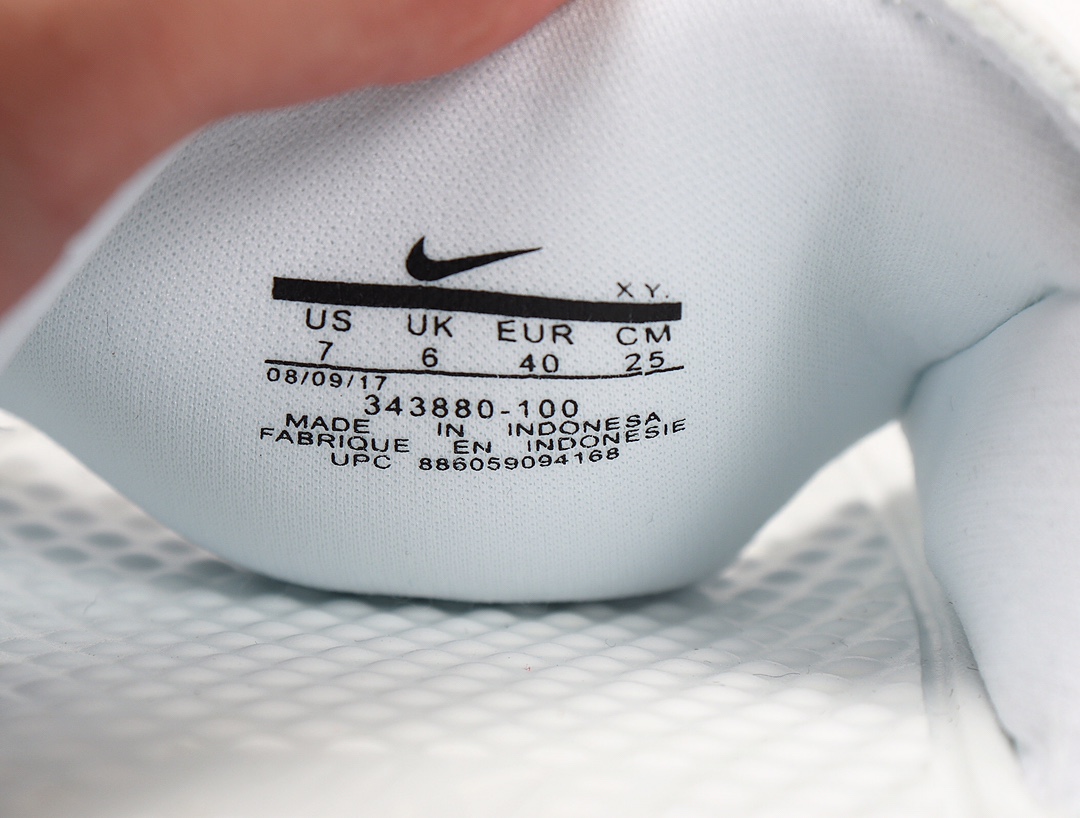 X Y.
US UK EUR CM
7 6 40 25
08/09/17
343880-100
MADE IN INDONESA
FABRIQUE EN INDONESIE
UPC 886059094168